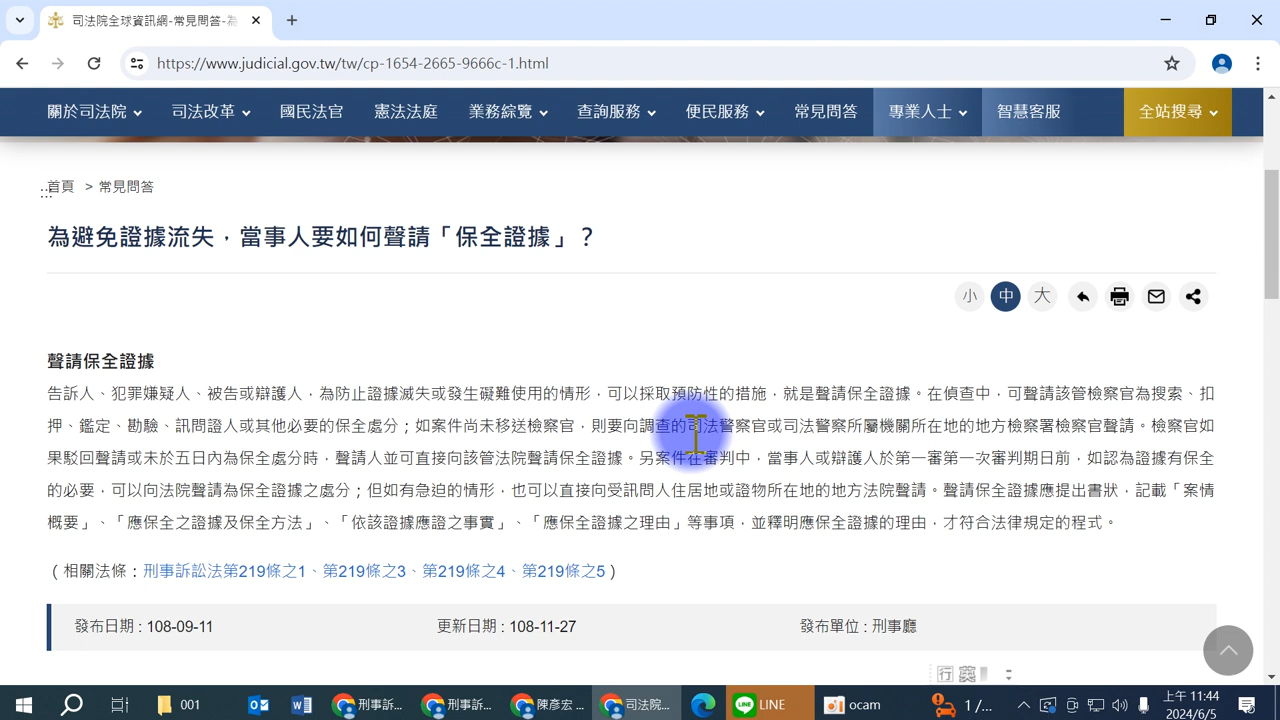 司法院全球資訊網-常見問答-為
https://www.judicial.gov.tw/tw/cp-1654-2665-9666c-1.html
關於司法院 司法改革 國民法官 憲法法庭 業務綜覽 查詢服務 便民服務 常見問答 專業人士 智慧客服 全站搜尋
:::首頁 > 常見問答
為避免證據流失，當事人要如何聲請「保全證據」？
小 中 大
聲請保全證據
告訴人、犯罪嫌疑人、被告或辯護人，為防止證據滅失或發生礙難使用的情形，可以採取預防性的措施，就是聲請保全證據。在偵查中，可聲請該管檢察官為搜索、扣
押、鑑定、勘驗、訊問證人或其他必要的保全處分；如案件尚未移送檢察官，則要向調查的司法警察官或司法警察所屬機關所在地的地方檢察署檢察官聲請。檢察官如
果駁回聲請或未於五日內為保全處分時，聲請人並可直接向該管法院聲請保全證據。另案件在審判中，當事人或辯護人於第一審第一次審判期日前，如認為證據有保全
的必要，可以向法院聲請為保全證據之處分；但如有急迫的情形，也可以直接向受訊問人住居地或證物所在地的地方法院聲請。聲請保全證據應提出書狀，記載「案情
概要」、「應保全之證據及保全方法」、「依該證據應證之事實」、「應保全證據之理由」等事項，並釋明應保全證據的理由，才符合法律規定的程式。
（相關法條：刑事訴訟法第219條之1、第219條之3、第219條之4、第219條之5）
發布日期 : 108-09-11 更新日期 : 108-11-27 發布單位 : 刑事廳
行 英
001 刑事訴... 刑事訴... 陳彥宏 ... 司法院... LINE ocam 1 /... 上午 11:44
2024/6/5